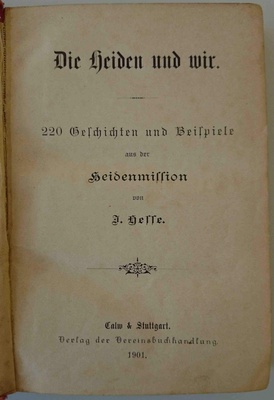 Die Heiden und wir.
220 Geſchichten und Beiſpiele
aus der
Heidenmiſſion
von
J. Heſſe.
Calw & Stuttgart.
Verlag der Vereinsbuchhandlung
1901.